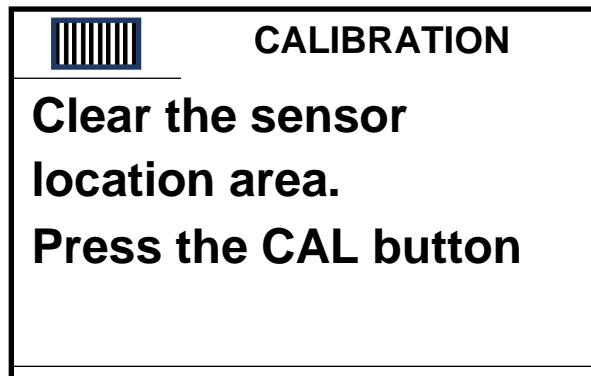 CALIBRATION
Clear the sensor
location area.
Press the CAL button